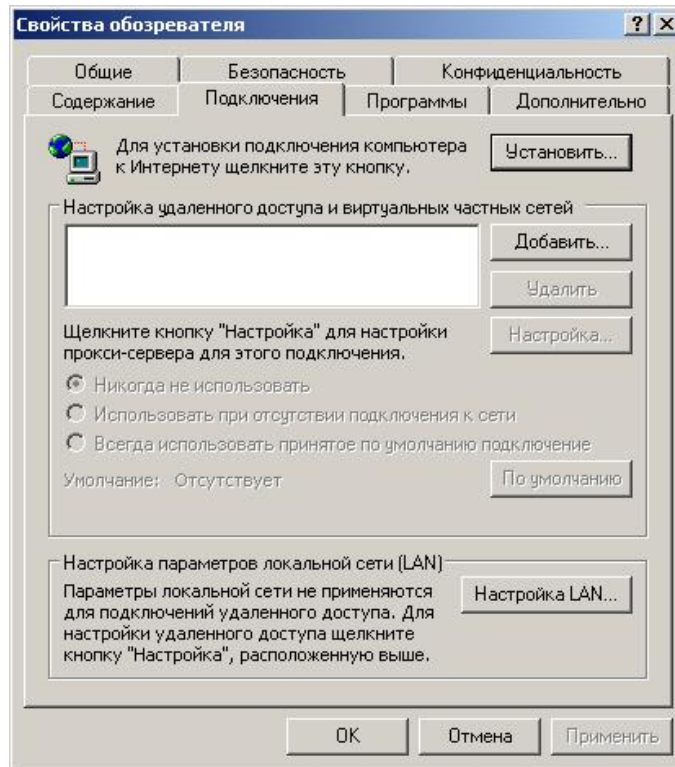 Свойства обозревателя
Общие Безопасность Конфиденциальность
Содержание Подключения Программы Дополнительно
Для установки подключения компьютера
к Интернету щелкните эту кнопку.
Установить...
Настройка удаленного доступа и виртуальных частных сетей
Добавить...
Удалить
Щелкните кнопку "Настройка" для настройки
прокси-сервера для этого подключения.
Настройка...
Никогда не использовать
Использовать при отсутствии подключения к сети
Всегда использовать принятое по умолчанию подключение
Умолчание: Отсутствует
По умолчанию
Настройка параметров локальной сети (LAN)
Параметры локальной сети не применяются
для подключений удаленного доступа. Для
настройки удаленного доступа щелкните
кнопку "Настройка", расположенную выше.
Настройка LAN...
OK Отмена Применить